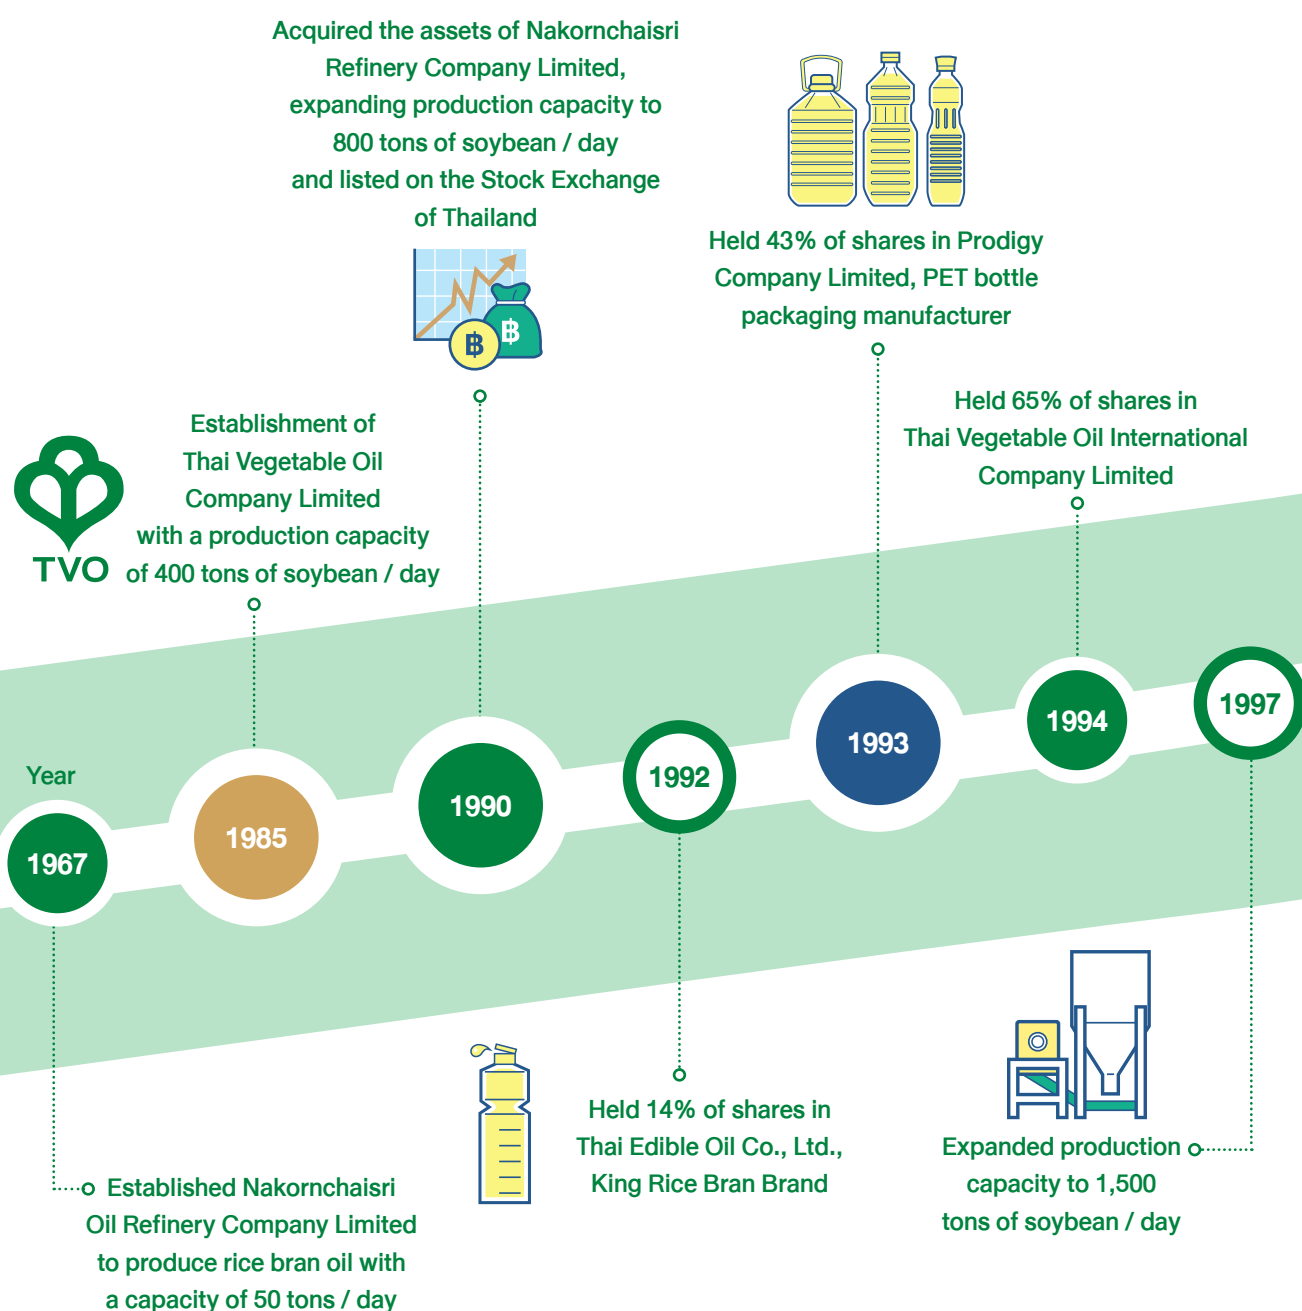 Acquired the assets of Nakornchaisri
Refinery Company Limited,
expanding production capacity to
800 tons of soybean / day
and listed on the Stock Exchange
of Thailand
฿
฿
Held 43% of shares in Prodigy
Company Limited, PET bottle
packaging manufacturer
Held 65% of shares in
Thai Vegetable Oil International
Company Limited
Establishment of
Thai Vegetable Oil
Company Limited
with a production capacity
of 400 tons of soybean / day
TVO
Year
1967
1985
1990
1992
1993
1994
1997
Established Nakornchaisri
Oil Refinery Company Limited
to produce rice bran oil with
a capacity of 50 tons / day
Held 14% of shares in
Thai Edible Oil Co., Ltd.,
King Rice Bran Brand
Expanded production
capacity to 1,500
tons of soybean / day